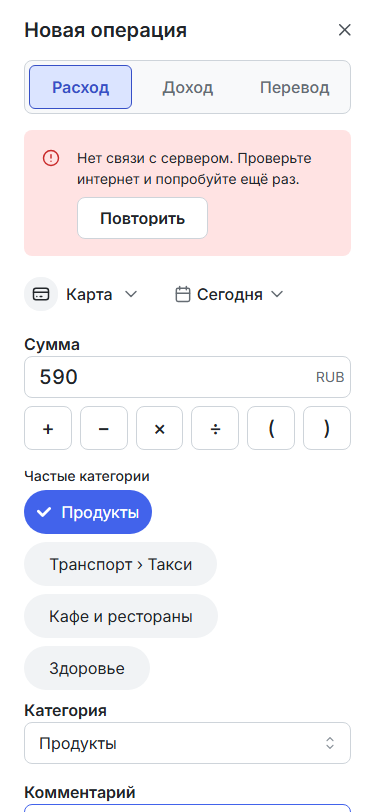 Новая операция
Расход
Доход
Перевод
Нет связи с сервером. Проверьте
интернет и попробуйте ещё раз.
Повторить
Карта
Сегодня
Сумма
590
RUB
+ − × ÷ ( )
Частые категории
Продукты
Транспорт › Такси
Кафе и рестораны
Здоровье
Категория
Продукты
Комментарий